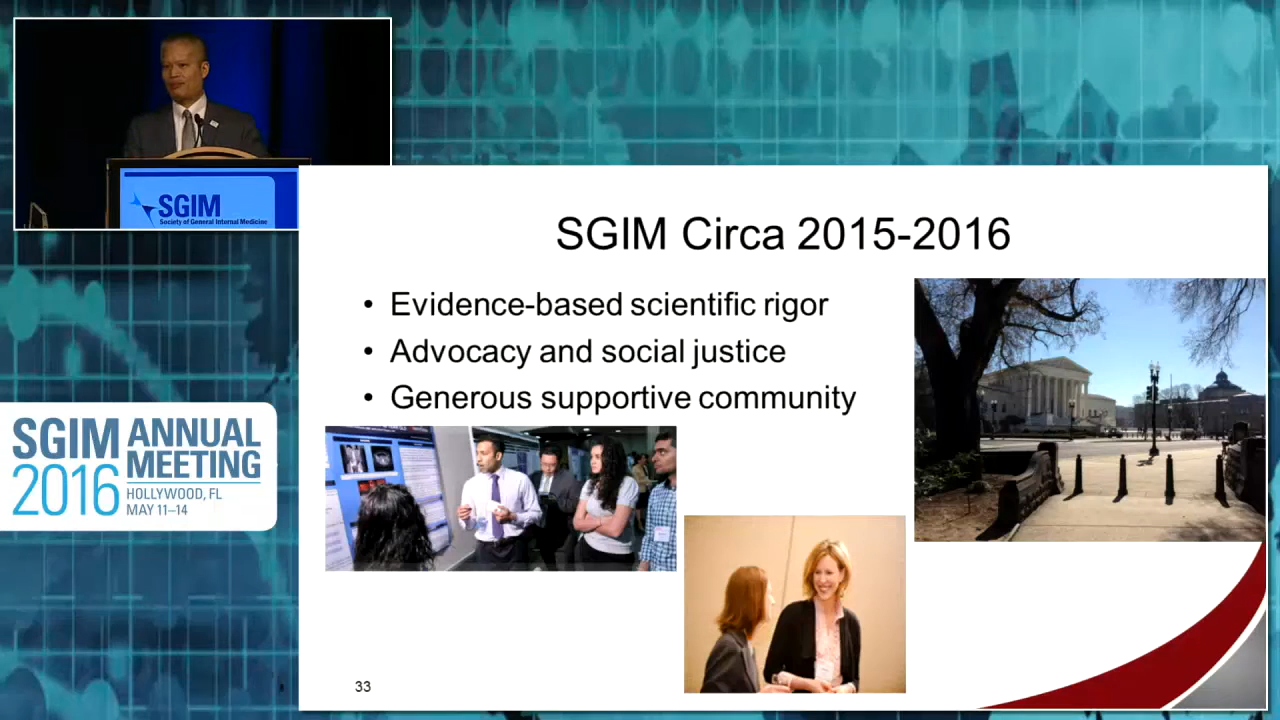 SGIM
Society of General Internal Medicine
SGIM Circa 2015-2016
• Evidence-based scientific rigor
• Advocacy and social justice
• Generous supportive community
SGIM ANNUAL
2016 MEETING
HOLLYWOOD, FL
MAY 11–14
33